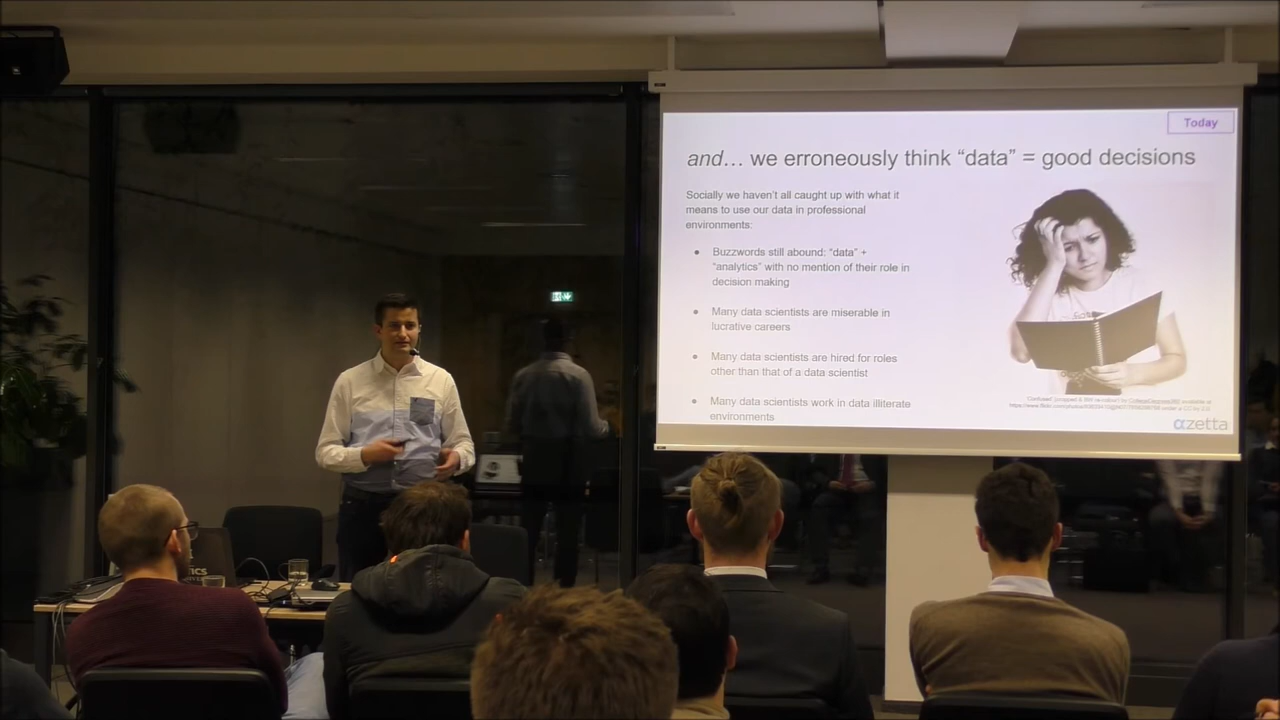 Today
and… we erroneously think “data” = good decisions
Socially we haven’t all caught up with what it
means to use our data in professional
environments:
● Buzzwords still abound: “data” +
“analytics” with no mention of their role in
decision making
● Many data scientists are miserable in
lucrative careers
● Many data scientists are hired for roles
other than that of a data scientist
● Many data scientists work in data illiterate
environments
αzetta